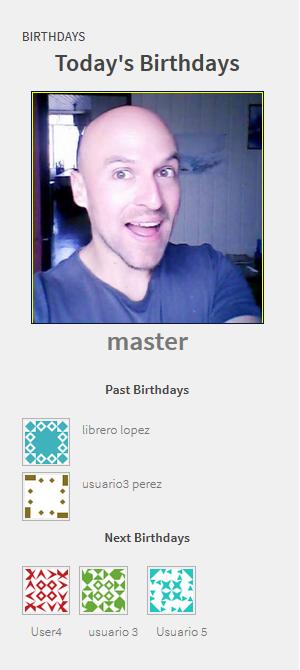 BIRTHDAYS
Today's Birthdays
master
Past Birthdays
librero lopez
usuario3 perez
Next Birthdays
User4 usuario 3 Usuario 5